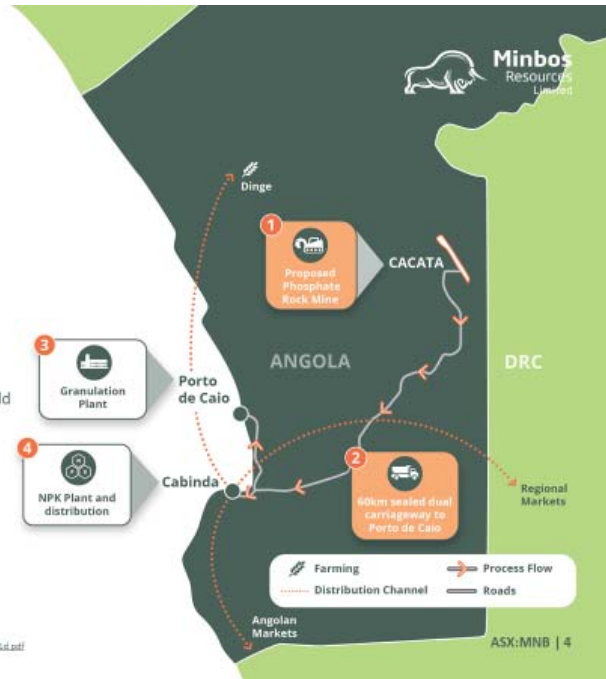 Minbos
Resources
Limited
Dinge
1
Proposed
Phosphate
Rock Mine
CACATA
3
Granulation
Plant
Porto
de Caio
ANGOLA
DRC
ld
4
NPK Plant and
distribution
Cabinda
2
60km sealed dual
carriageway to
Porto de Caio
Regional
Markets
Farming
Process Flow
Distribution Channel
Roads
Angolan
Markets
ASX:MNB | 4